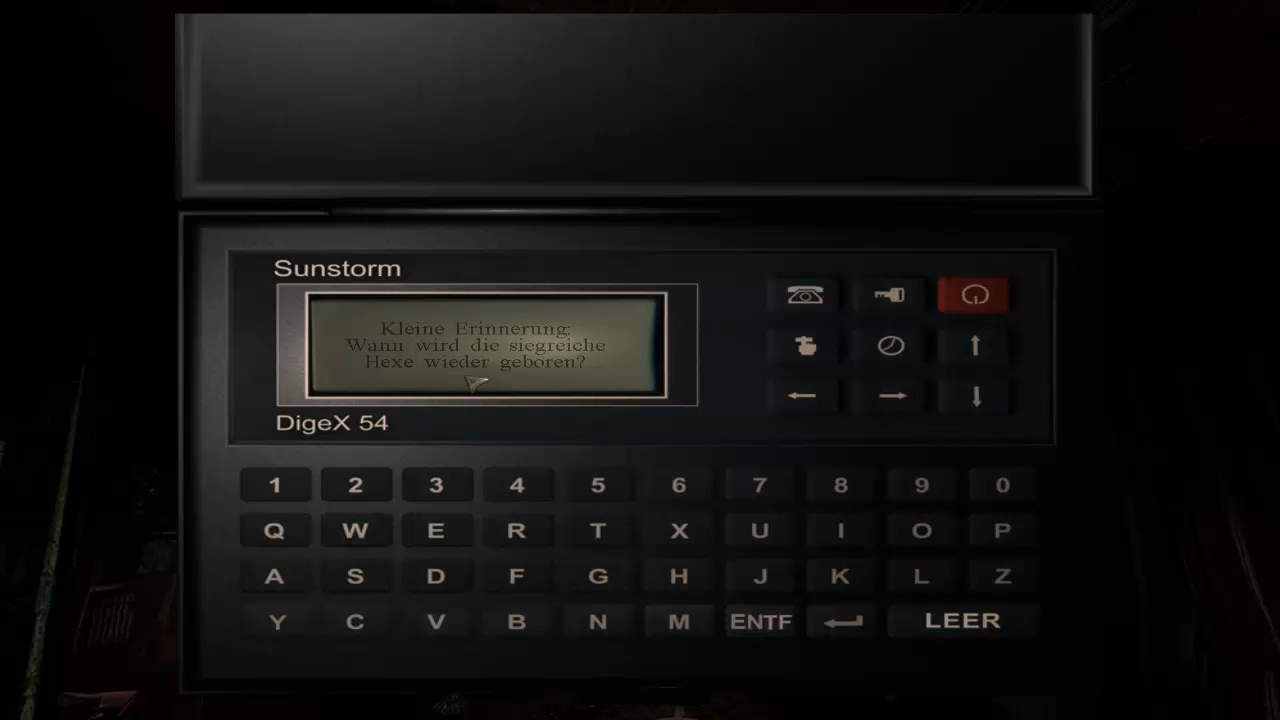 Sunstorm
Kleine Erinnerung:
Wann wird die siegreiche
Hexe wieder geboren?
DigeX 54
1 2 3 4 5 6 7 8 9 0
Q W E R T X U I O P
A S D F G H J K L Z
Y C V B N M ENTF LEER